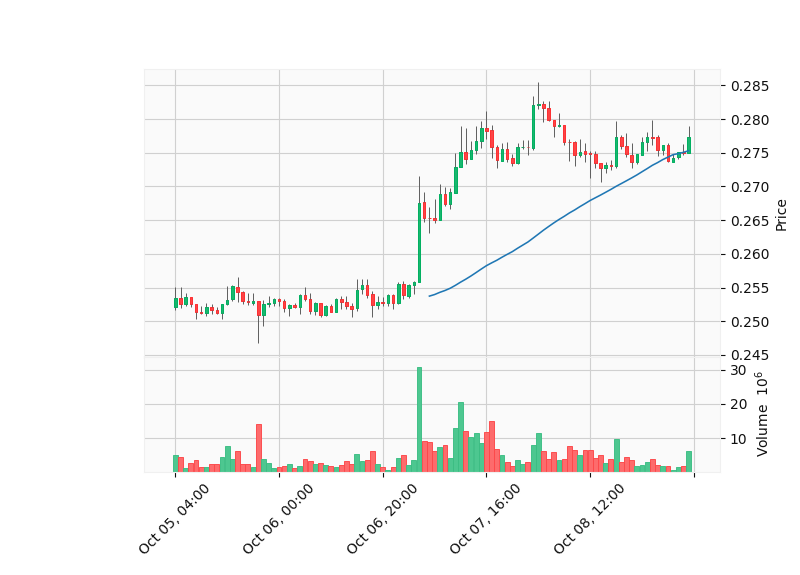 0.285
0.280
0.275
0.270
0.265
0.260
0.255
0.250
0.245
Price
30
20
10
Volume 10^6
Oct 05, 04:00
Oct 06, 00:00
Oct 06, 20:00
Oct 07, 16:00
Oct 08, 12:00